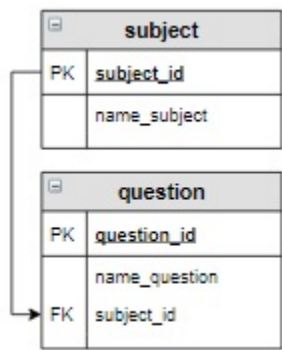 subject
PK subject_id
name_subject
question
PK question_id
name_question
FK subject_id